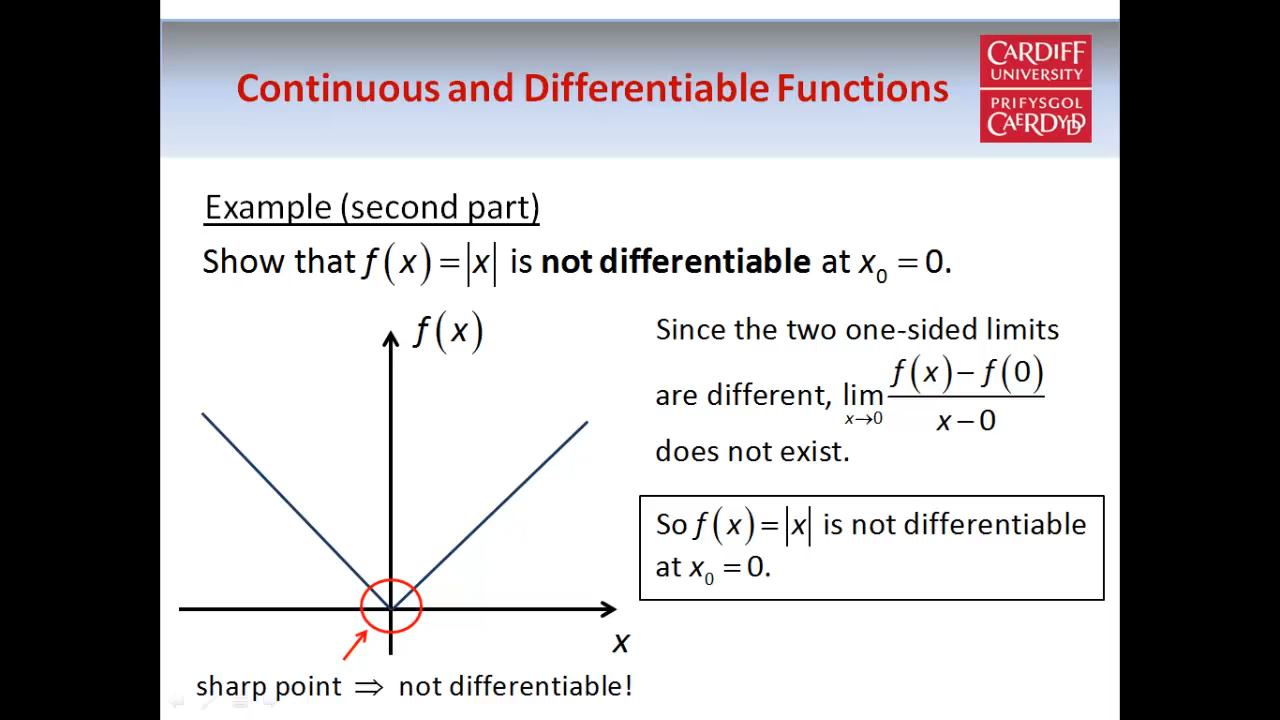 Continuous and Differentiable Functions
CARDIFF
UNIVERSITY
PRIFYSGOL
CAERDYDD
Example (second part)
Show that f(x) = |x| is not differentiable at x₀ = 0.
f(x)
Since the two one-sided limits
are different, lim x→0 (f(x) − f(0)) / (x − 0)
does not exist.
So f(x) = |x| is not differentiable
at x₀ = 0.
x
sharp point ⇒ not differentiable!